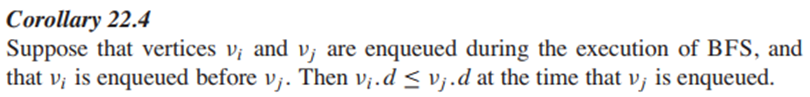 Corollary 22.4
Suppose that vertices vᵢ and vⱼ are enqueued during the execution of BFS, and
that vᵢ is enqueued before vⱼ. Then vᵢ.d ≤ vⱼ.d at the time that vⱼ is enqueued.